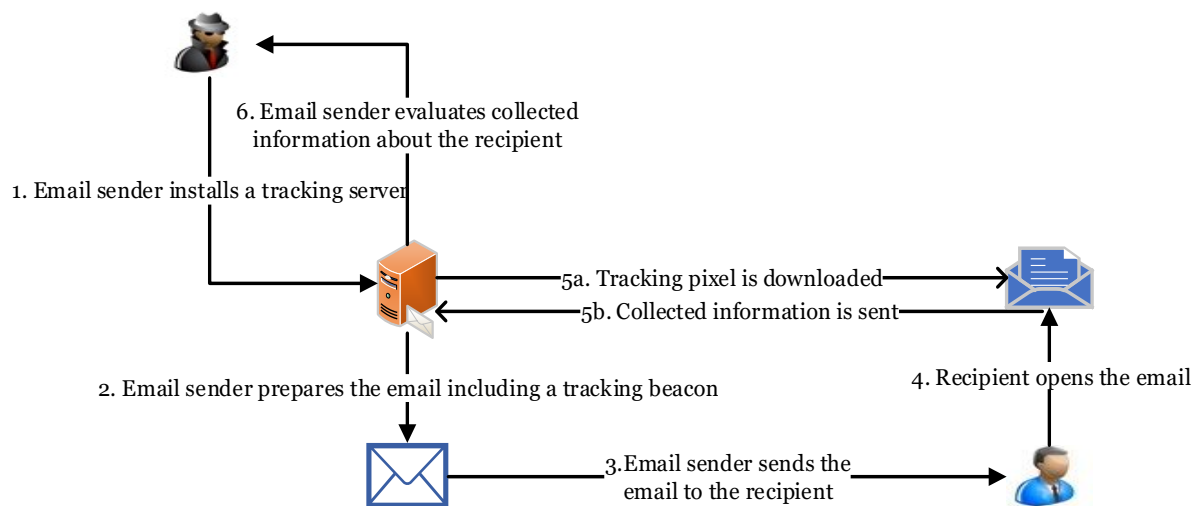 6. Email sender evaluates collected
information about the recipient
1. Email sender installs a tracking server
5a. Tracking pixel is downloaded
5b. Collected information is sent
2. Email sender prepares the email including a tracking beacon
4. Recipient opens the email
3.Email sender sends the
email to the recipient